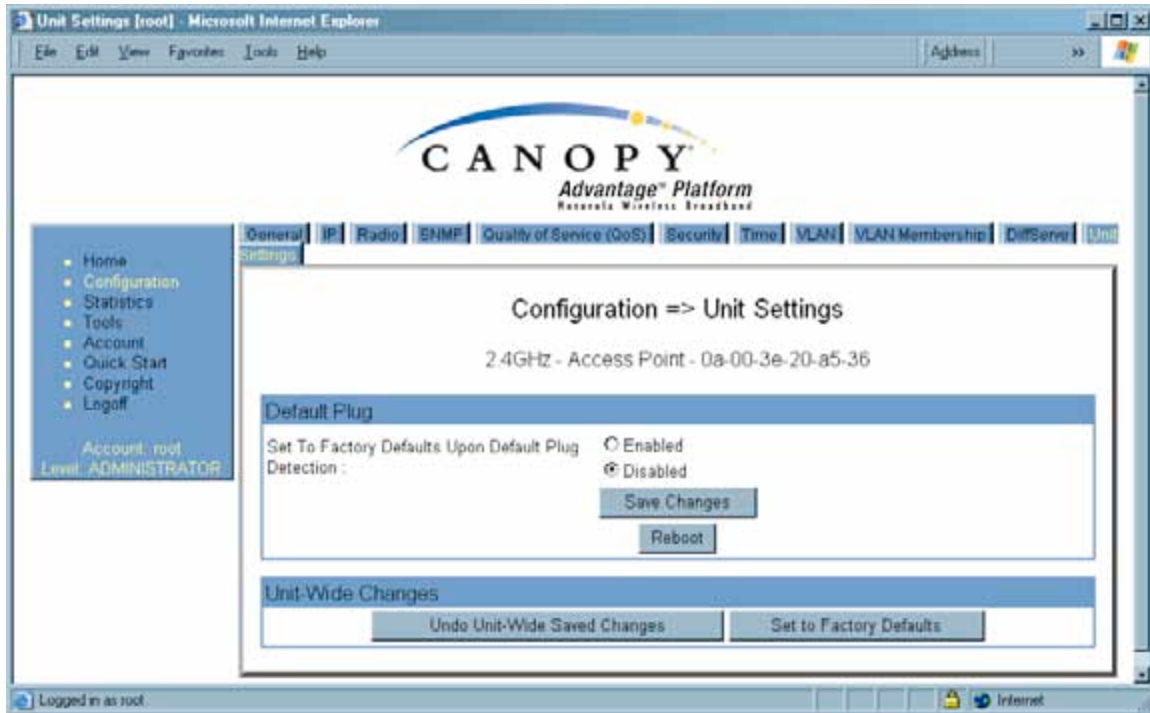 Unit Settings [root] - Microsoft Internet Explorer
File Edit View Favorites Tools Help Address »
CANOPY
Advantage™ Platform
Motorola Wireless Broadband
General IP Radio SNMP Quality of Service (QoS) Security Time VLAN VLAN Membership DiffServe Unit
Settings
Home
Configuration
Statistics
Tools
Account
Quick Start
Copyright
Logoff
Account: root
Level: ADMINISTRATOR
Configuration => Unit Settings
2.4GHz - Access Point - 0a-00-3e-20-a5-36
Default Plug
Set To Factory Defaults Upon Default Plug
Detection :
Enabled
Disabled
Save Changes
Reboot
Unit-Wide Changes
Undo Unit-Wide Saved Changes Set to Factory Defaults
Logged in as root Internet